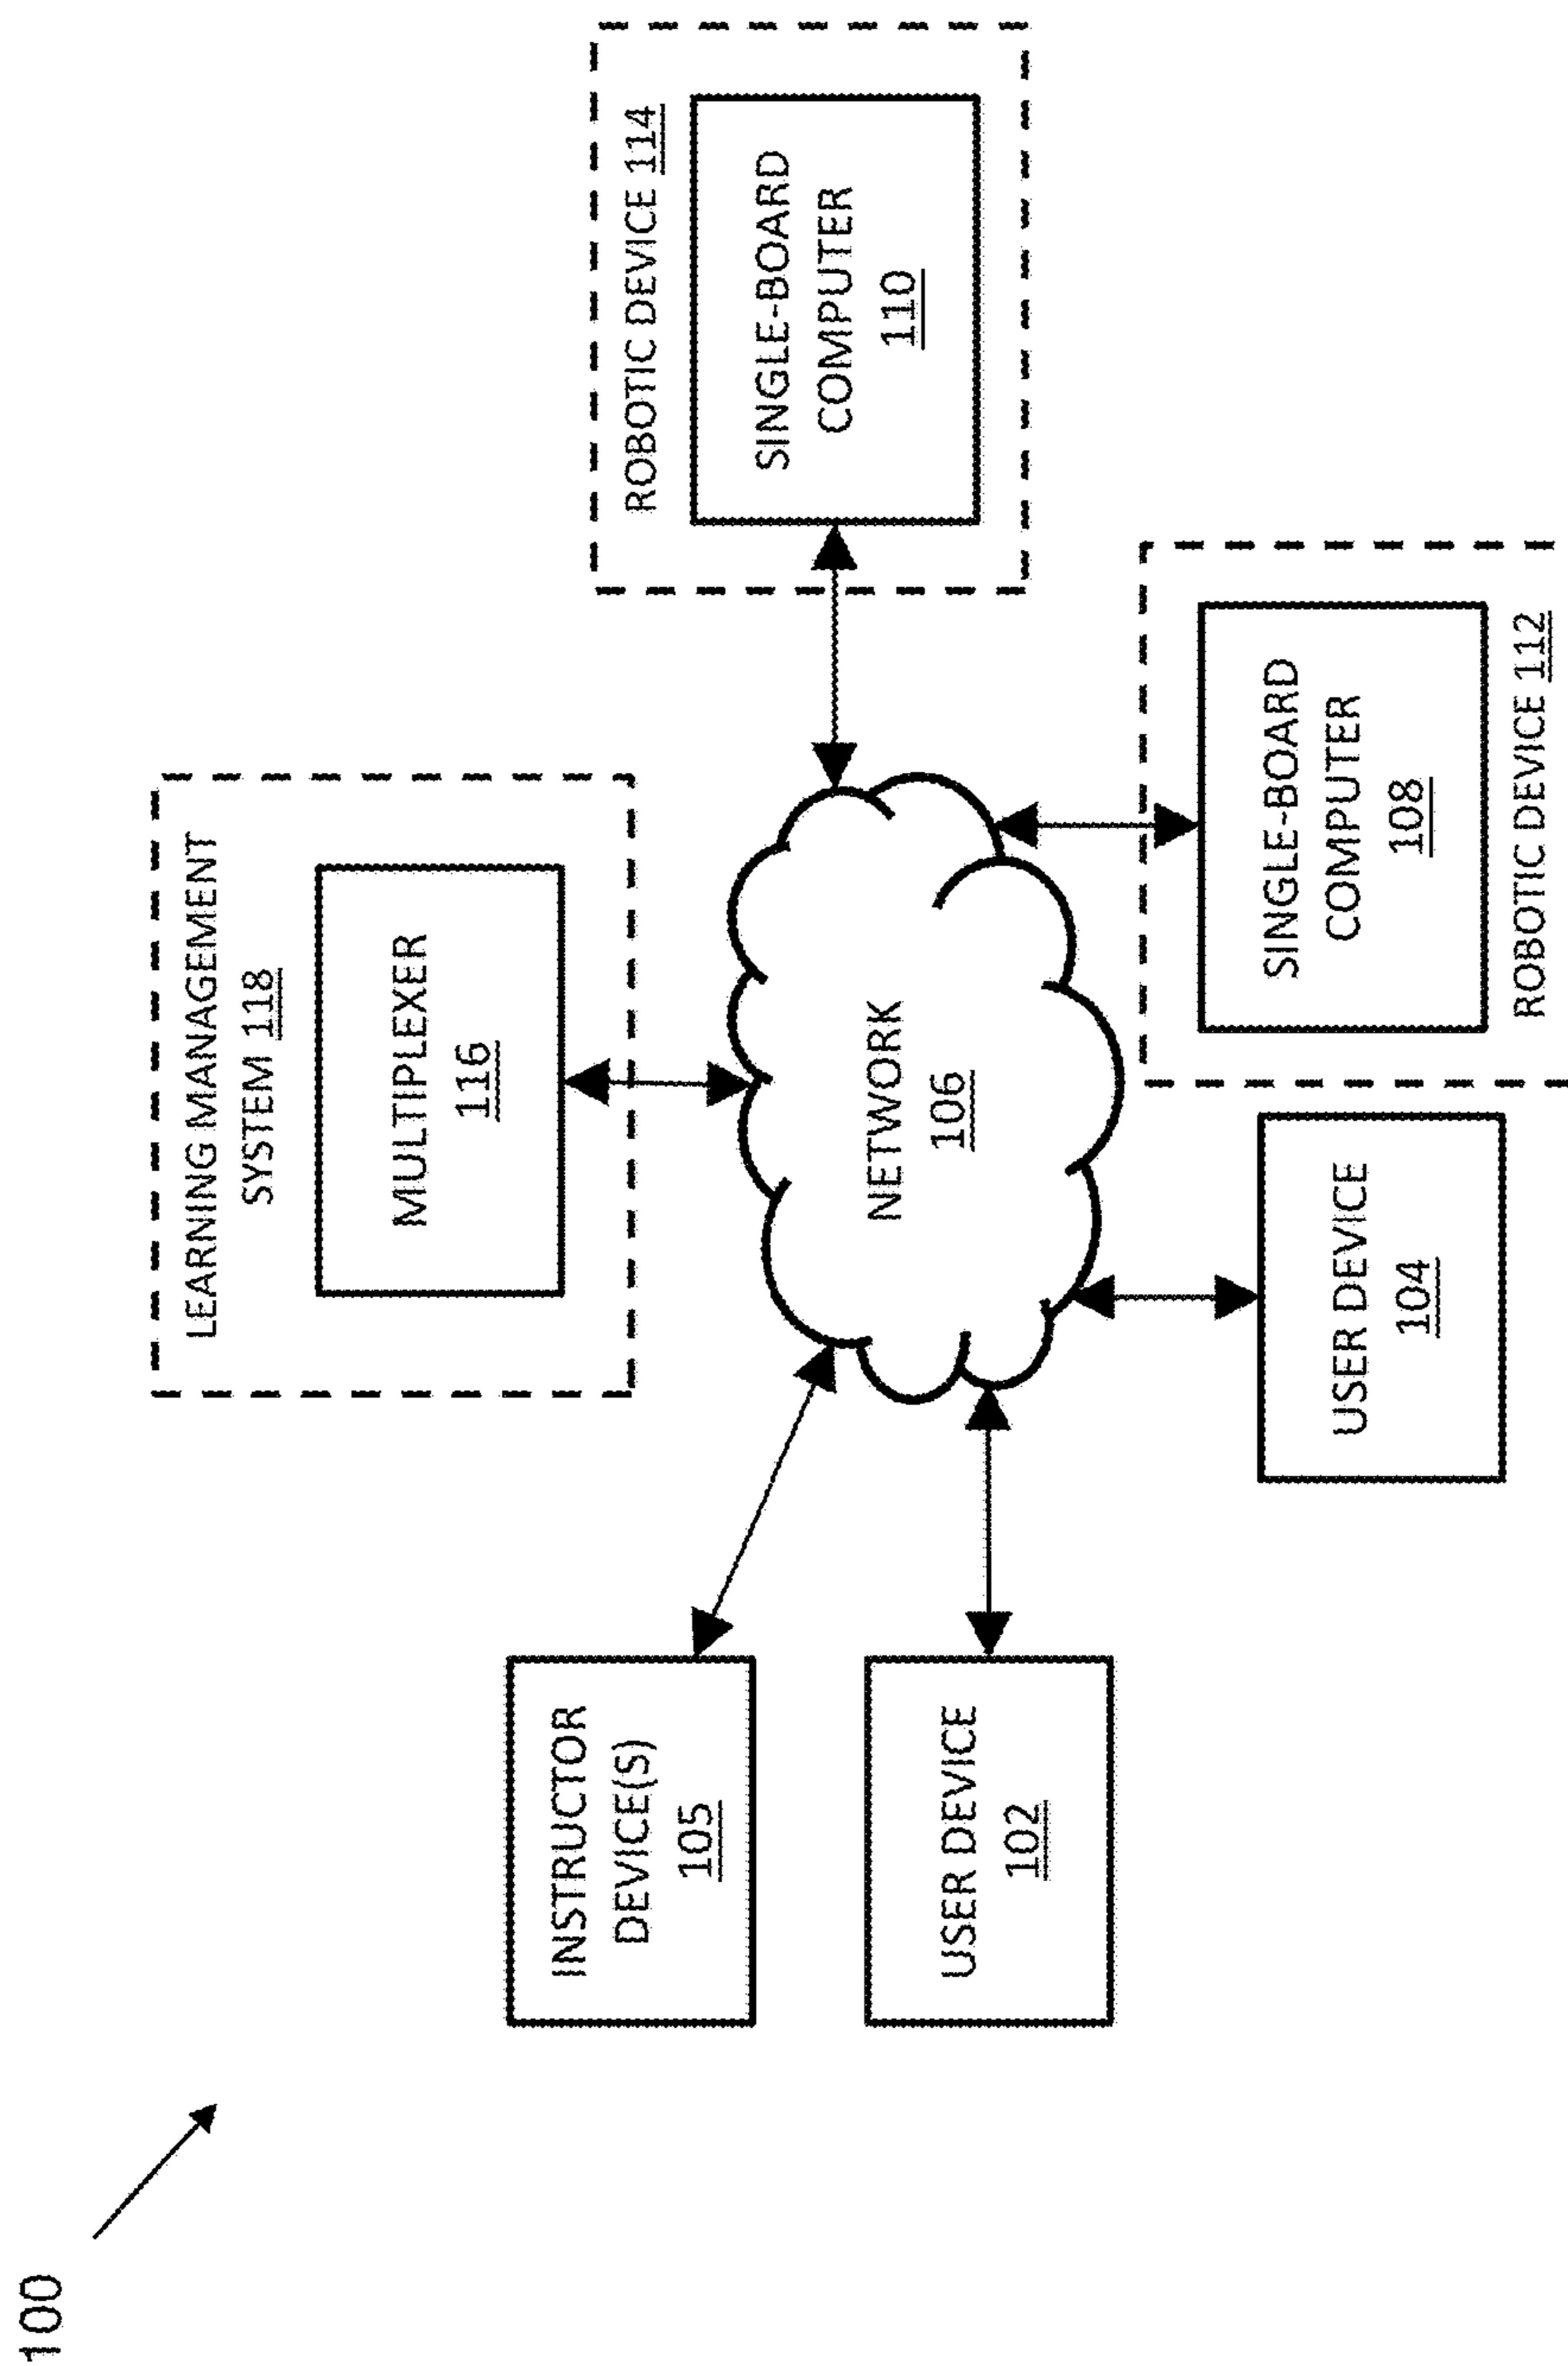 100
LEARNING MANAGEMENT
SYSTEM 118
MULTIPLEXER
116
INSTRUCTOR
DEVICE(S)
105
ROBOTIC DEVICE 114
SINGLE-BOARD
COMPUTER
110
NETWORK
106
USER DEVICE
102
USER DEVICE
104
SINGLE-BOARD
COMPUTER
108
ROBOTIC DEVICE 112